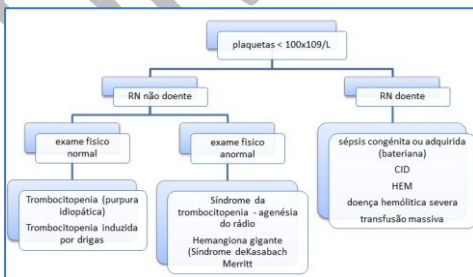 plaquetas < 100x109/L
RN não doente
RN doente
exame fisico
normal
exame fisico
anormal
sépsis congénita ou adquirida
(bateriana)
CID
HEM
doença hemólitica severa
transfusão massiva
Trombocitopenia (purpura
idiopática)
Trombocitopenia induzida
por drigas
Síndrome da
trombocitopenia - agenésia
do rádio
Hemangiona gigante
(Síndrome deKasabach
Merritt